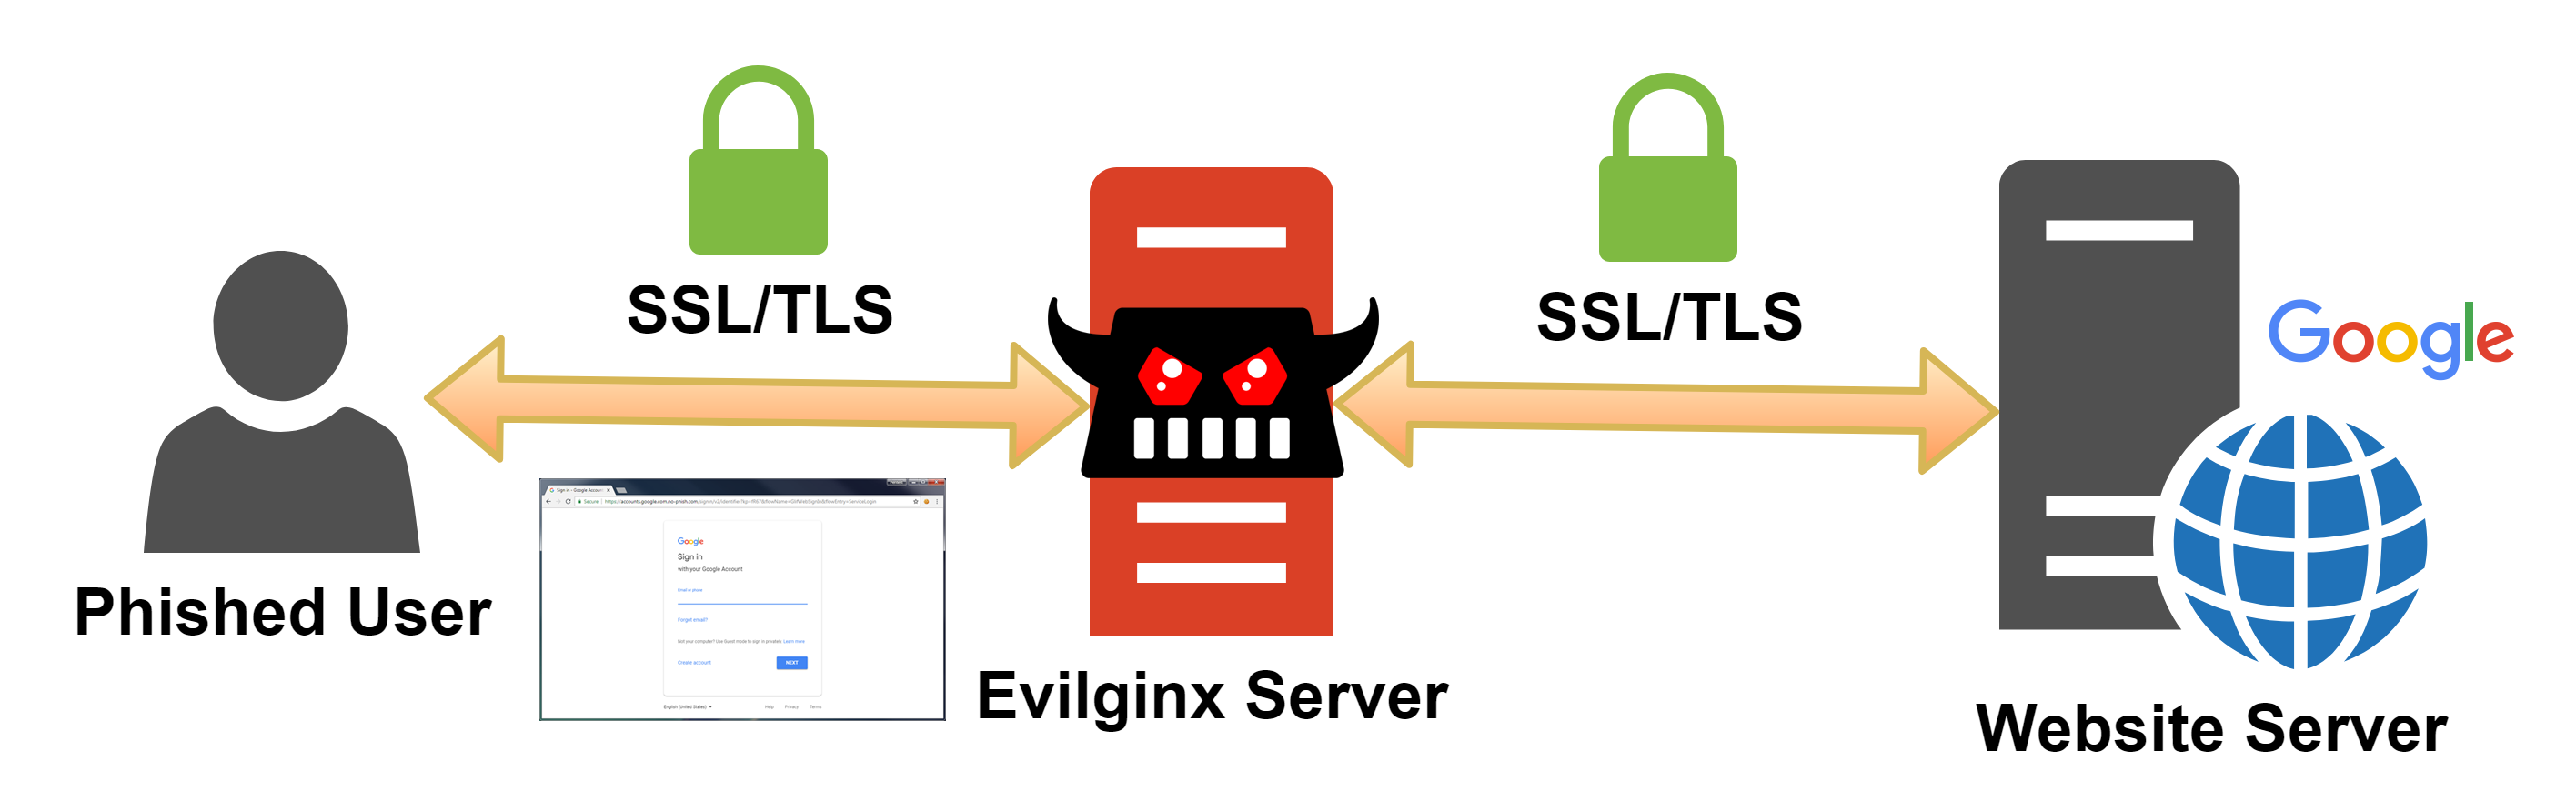 SSL/TLS
SSL/TLS
Google
Phished User
Sign in - Google Accoun
Secure | https://accounts.google.com.no-phish.com/signin/v2/identifier?
Google
Sign in
with your Google Account
Email or phone
Forgot email?
Not your computer? Use Guest mode to sign in privately. Learn more
Create account
NEXT
English (United States)
Help Privacy Terms
Evilginx Server
Website Server